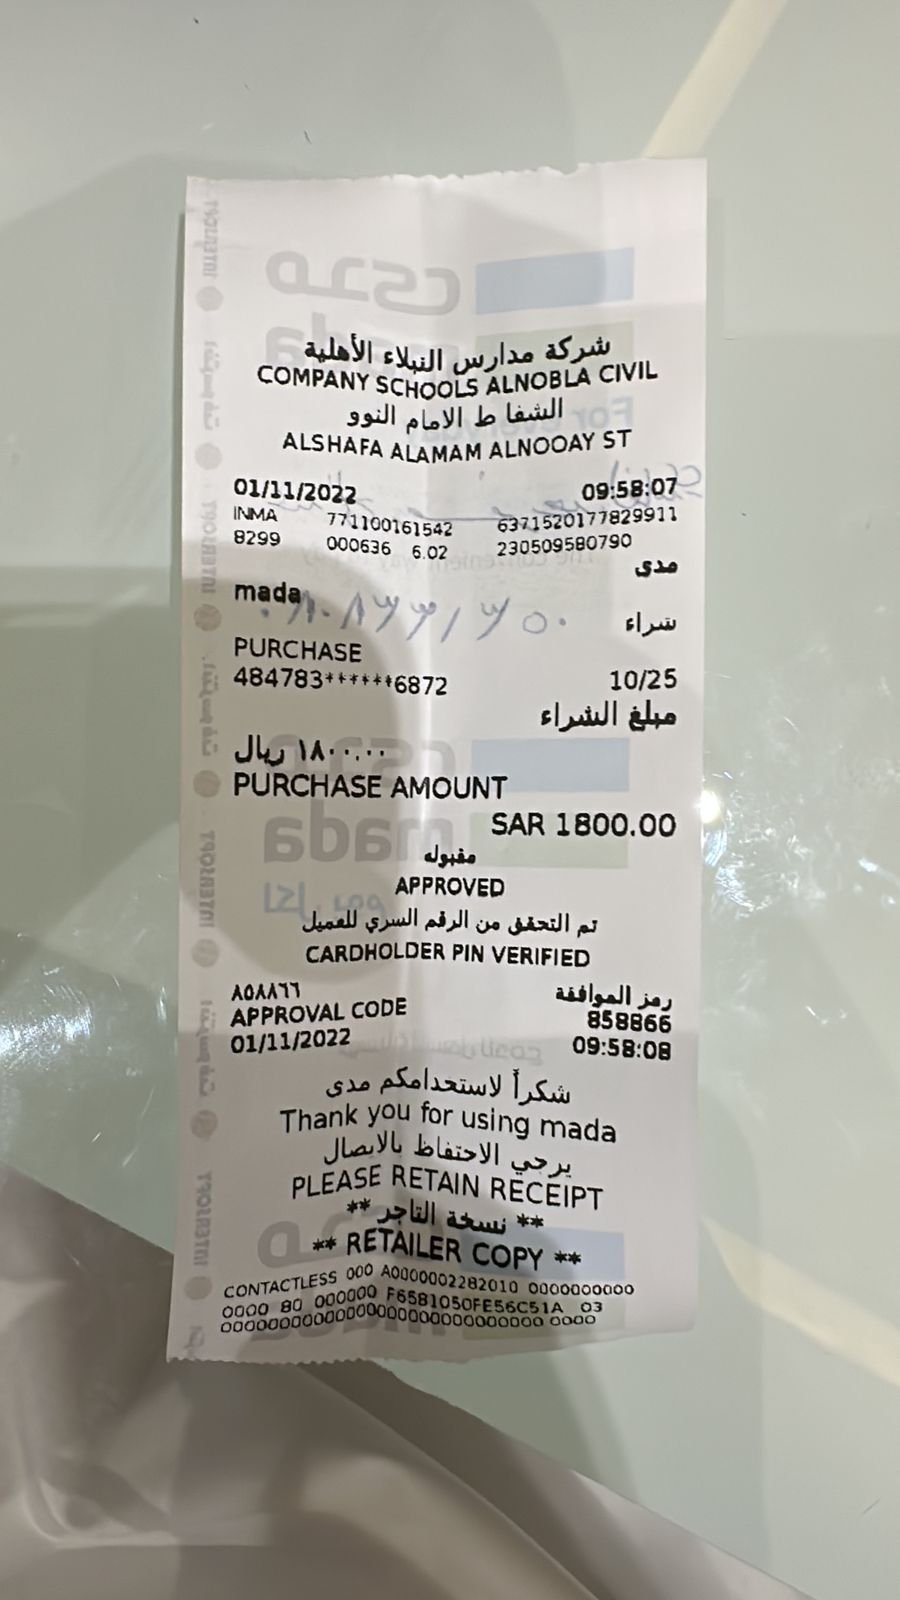 شركة مدارس النبلاء الأهلية
COMPANY SCHOOLS ALNOBLA CIVIL
الشفا ط الامام النوو
ALSHAFA ALAMAM ALNOOAY ST
01/11/2022 09:58:07
INMA 771100161542 6371520177829911
8299 000636 6.02 230509580790
مدى
mada
شراء
PURCHASE
484783******6872 10/25
مبلغ الشراء
١٨٠٠.٠٠ ريال
PURCHASE AMOUNT
SAR 1800.00
مقبوله
APPROVED
تم التحقق من الرقم السري للعميل
CARDHOLDER PIN VERIFIED
رمز الموافقة ٨٥٨٨٦٦
APPROVAL CODE 858866
01/11/2022 09:58:08
شكراً لاستخدامكم مدى
Thank you for using mada
يرجي الاحتفاظ بالايصال
PLEASE RETAIN RECEIPT
** نسخة التاجر **
** RETAILER COPY **
CONTACTLESS 000 A0000002282010 0000000000
0000 80 000000 F6581050FE56C51A 03